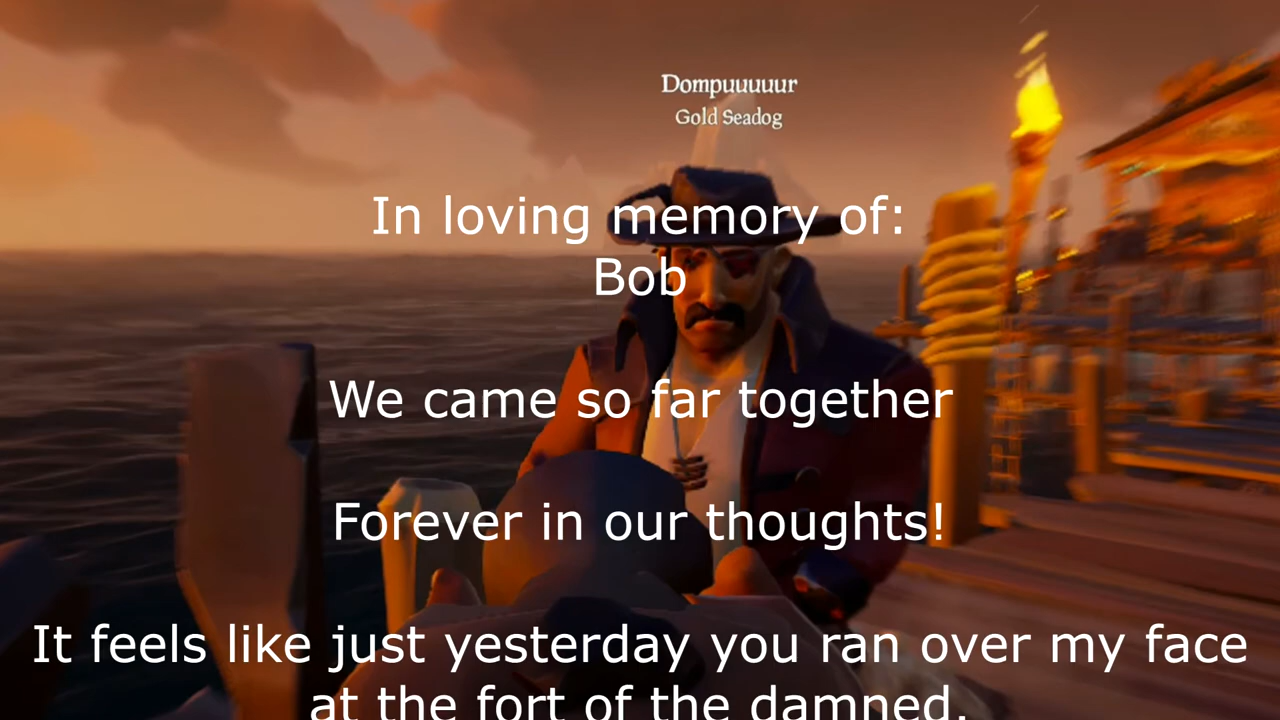 Dompuuuuur
Gold Seadog
In loving memory of:
Bob
We came so far together
Forever in our thoughts!
It feels like just yesterday you ran over my face
at the fort of the damned.